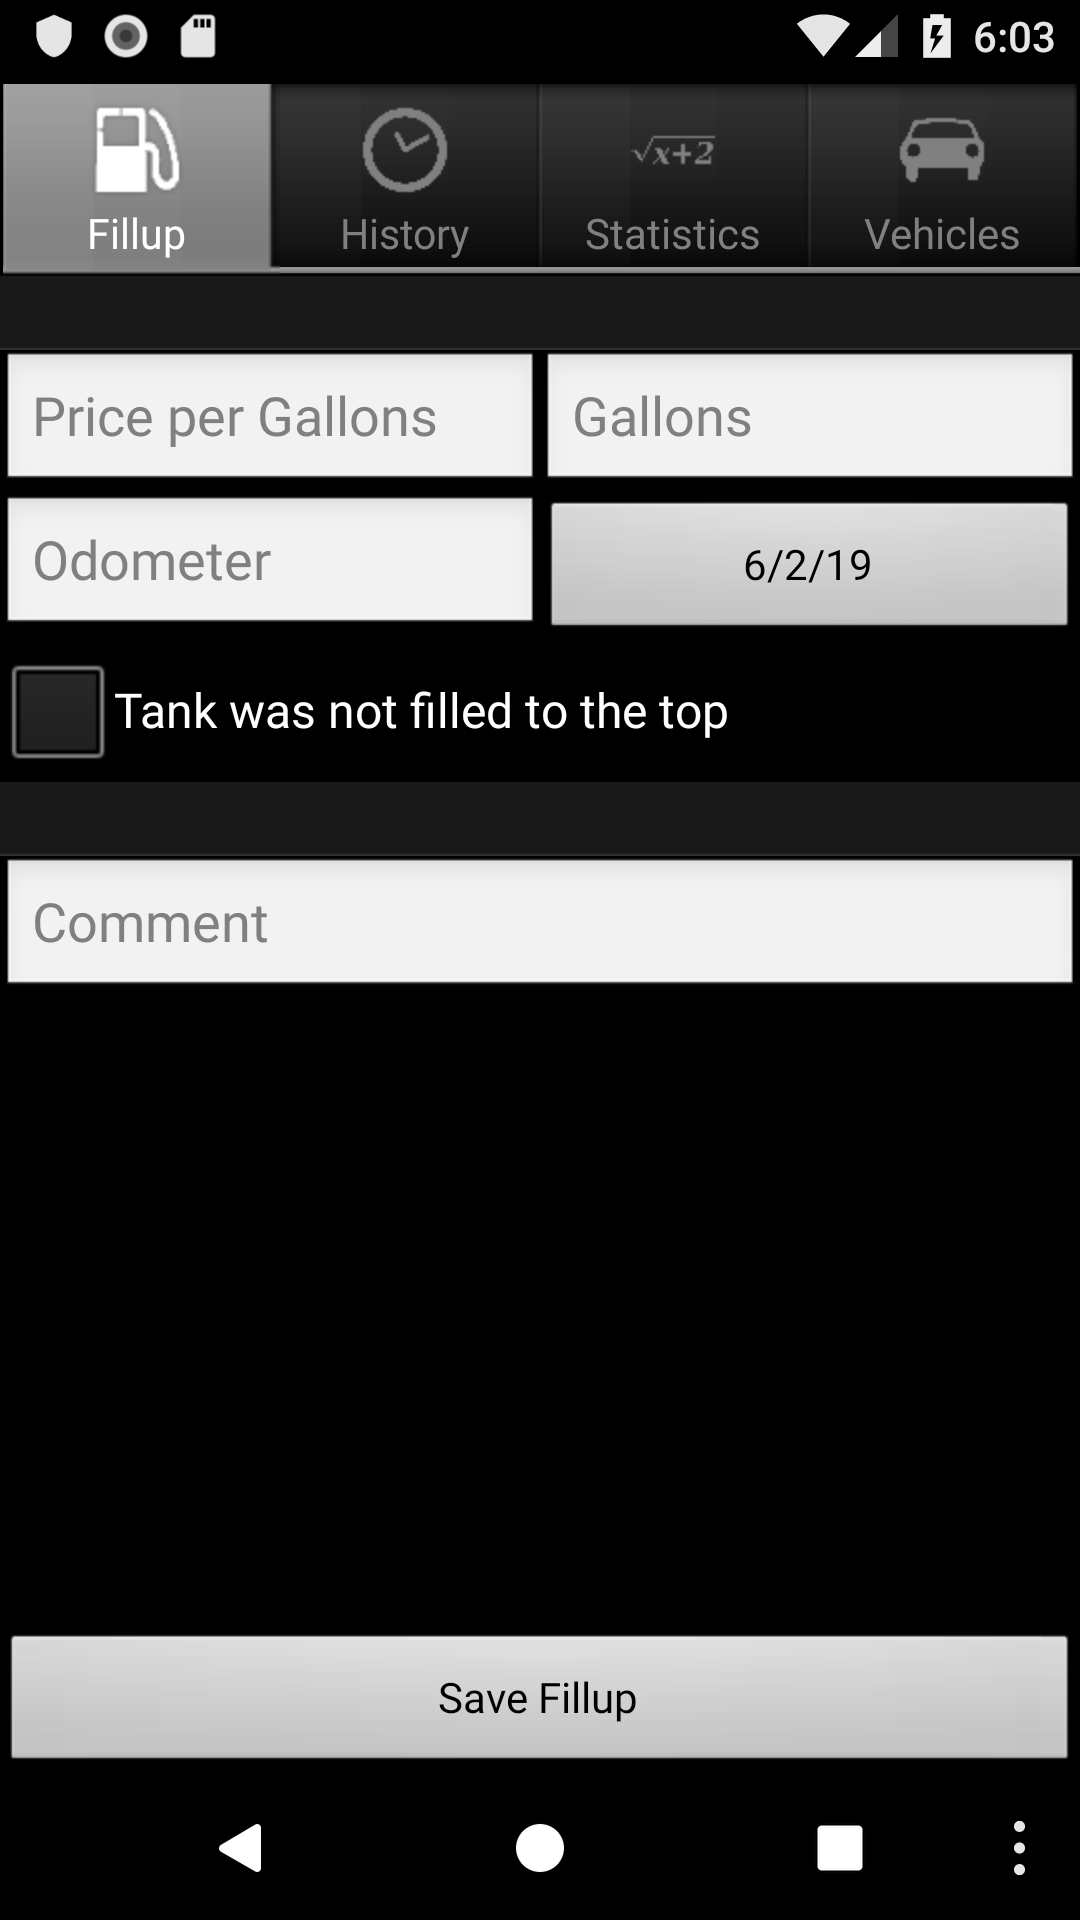 6:03
Fillup
History
√x+2
Statistics
Vehicles
Price per Gallons
Gallons
Odometer
6/2/19
Tank was not filled to the top
Comment
Save Fillup